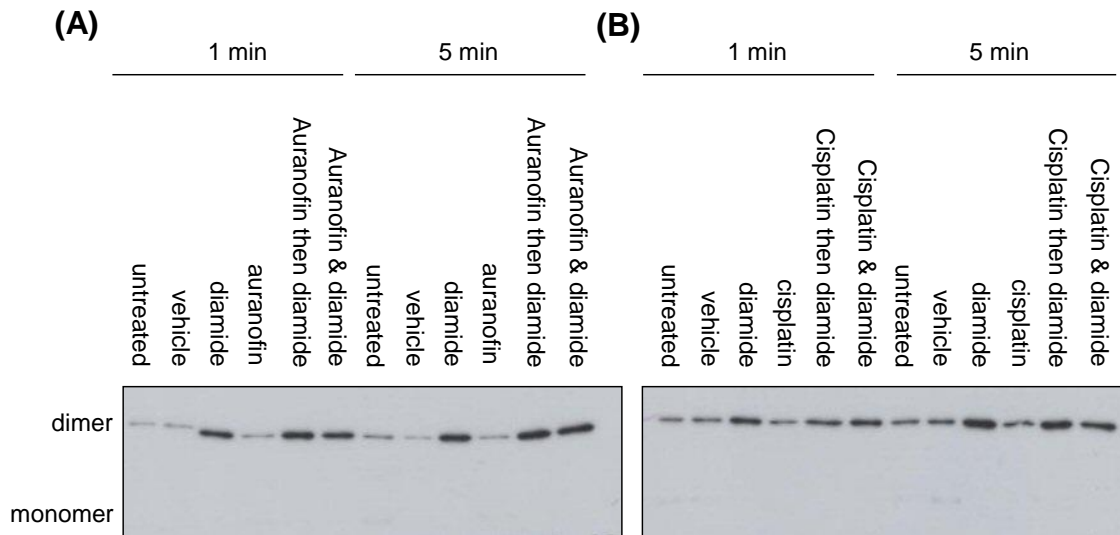 (A)
1 min
5 min
untreated
vehicle
diamide
auranofin
Auranofin then diamide
Auranofin & diamide
untreated
vehicle
diamide
auranofin
Auranofin then diamide
Auranofin & diamide
dimer
monomer
(B)
1 min
5 min
untreated
vehicle
diamide
cisplatin
Cisplatin then diamide
Cisplatin & diamide
untreated
vehicle
diamide
cisplatin
Cisplatin then diamide
Cisplatin & diamide